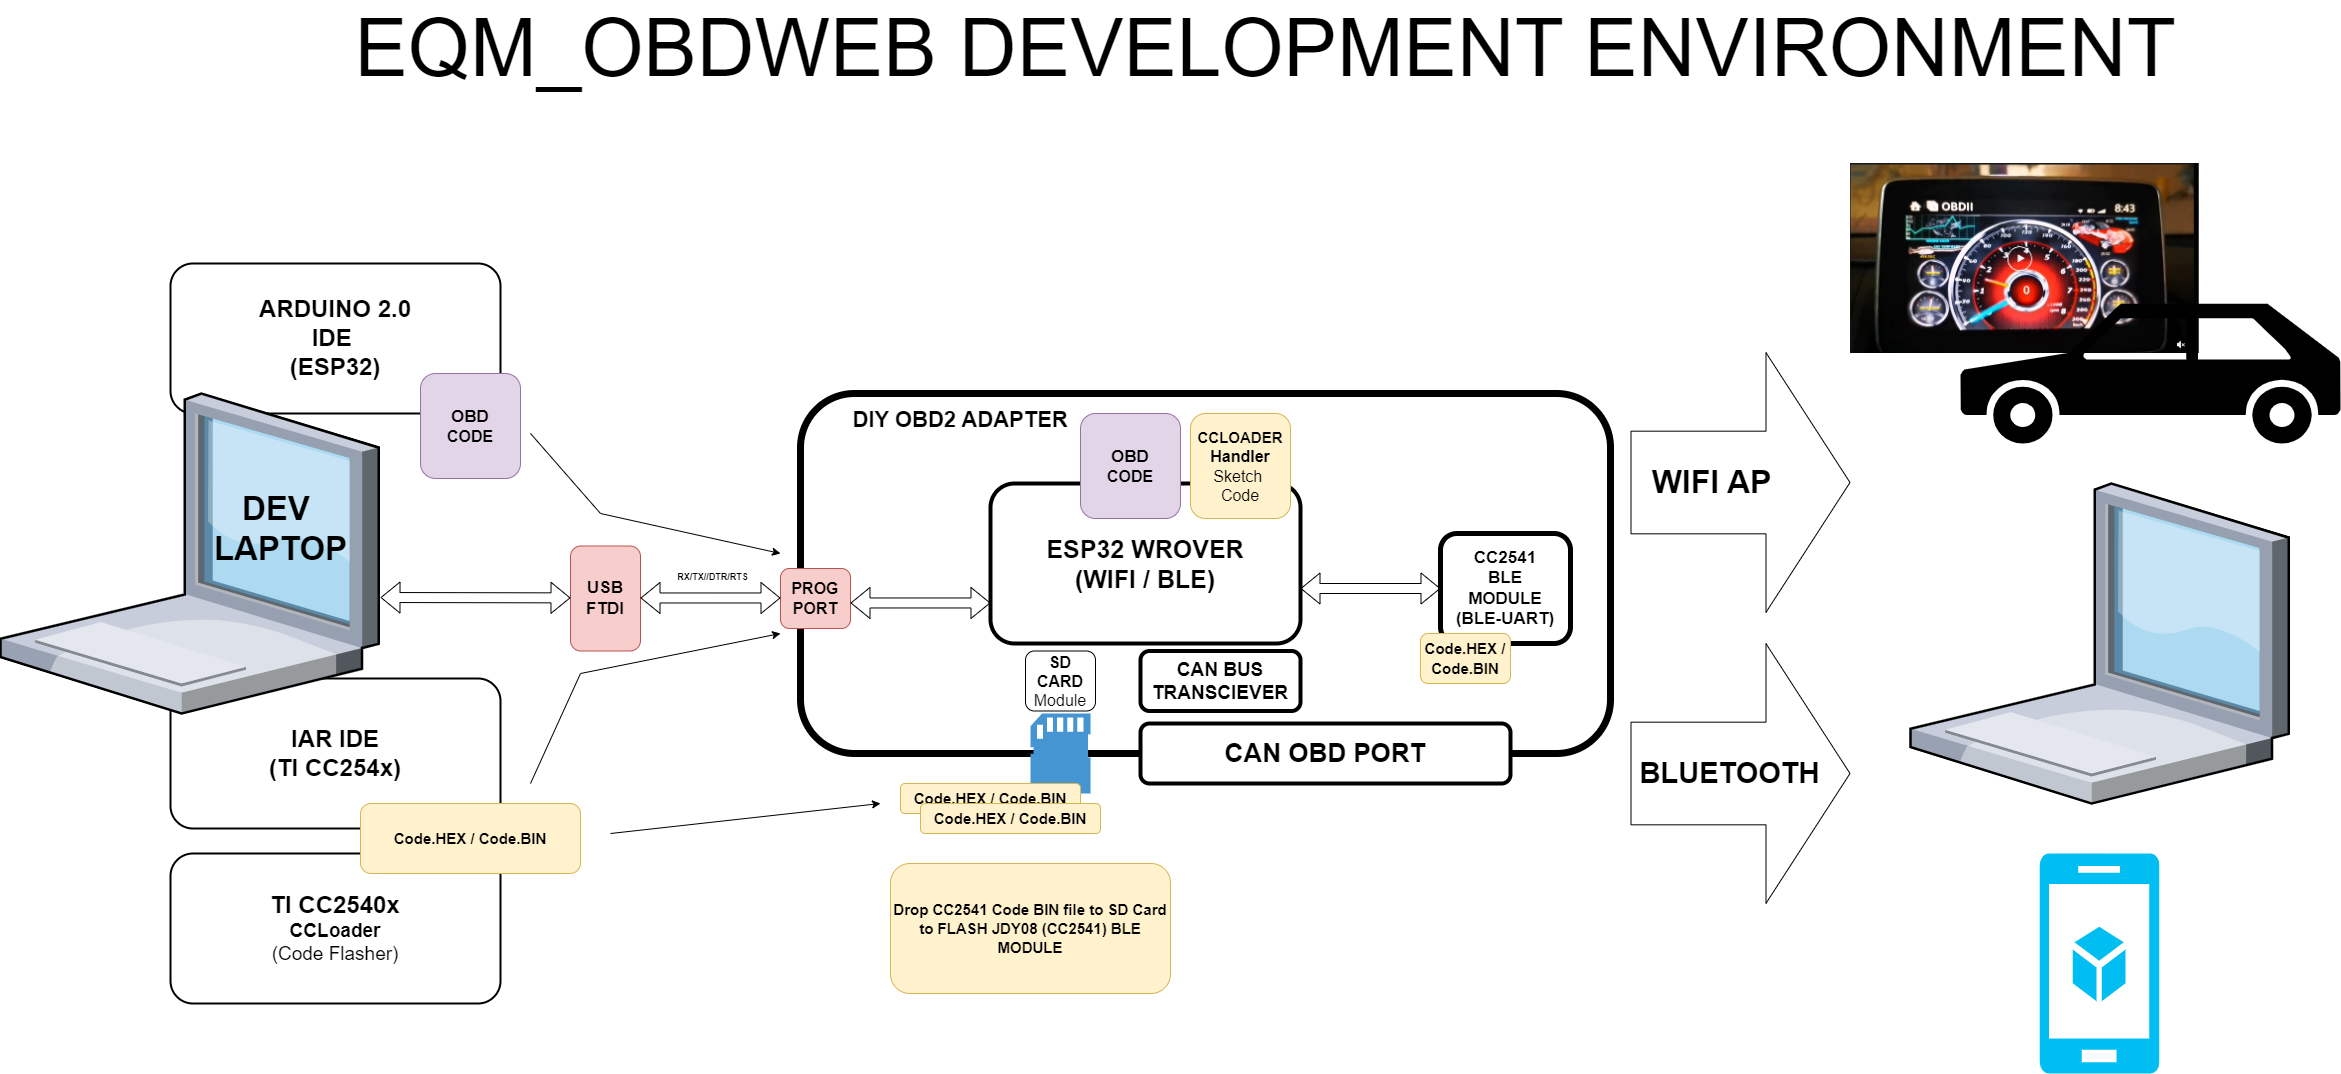 EQM_OBDWEB DEVELOPMENT ENVIRONMENT
OBDII
8:43
0
ARDUINO 2.0
IDE
(ESP32)
OBD
CODE
DEV
LAPTOP
USB
FTDI
RX/TX//DTR/RTS
PROG
PORT
DIY OBD2 ADAPTER
OBD
CODE
CCLOADER
Handler
Sketch
Code
ESP32 WROVER
(WIFI / BLE)
CC2541
BLE
MODULE
(BLE-UART)
Code.HEX /
Code.BIN
SD
CARD
Module
CAN BUS
TRANSCIEVER
CAN OBD PORT
WIFI AP
BLUETOOTH
IAR IDE
(TI CC254x)
Code.HEX / Code.BIN
TI CC2540x
CCLoader
(Code Flasher)
Code.HEX / Code.BIN
Code.HEX / Code.BIN
Drop CC2541 Code BIN file to SD Card
to FLASH JDY08 (CC2541) BLE
MODULE